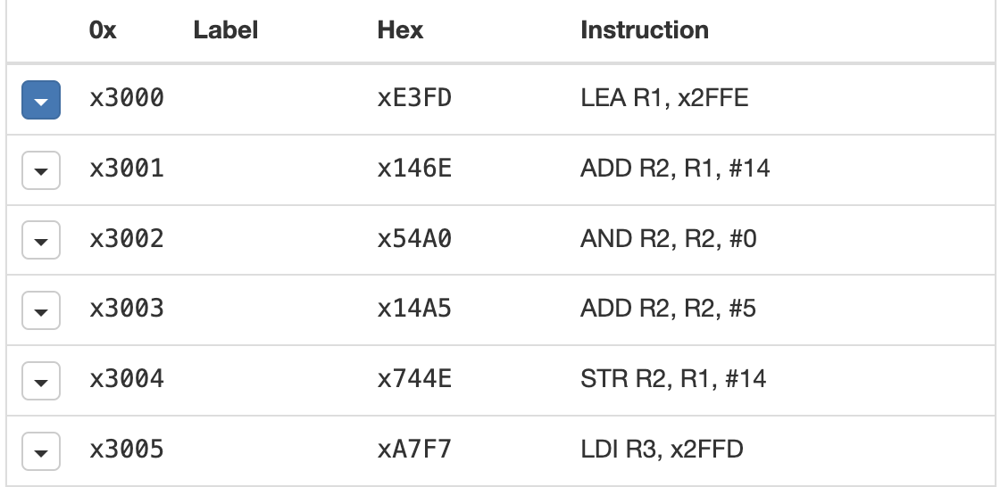 0x Label Hex Instruction
x3000 xE3FD LEA R1, x2FFE
x3001 x146E ADD R2, R1, #14
x3002 x54A0 AND R2, R2, #0
x3003 x14A5 ADD R2, R2, #5
x3004 x744E STR R2, R1, #14
x3005 xA7F7 LDI R3, x2FFD